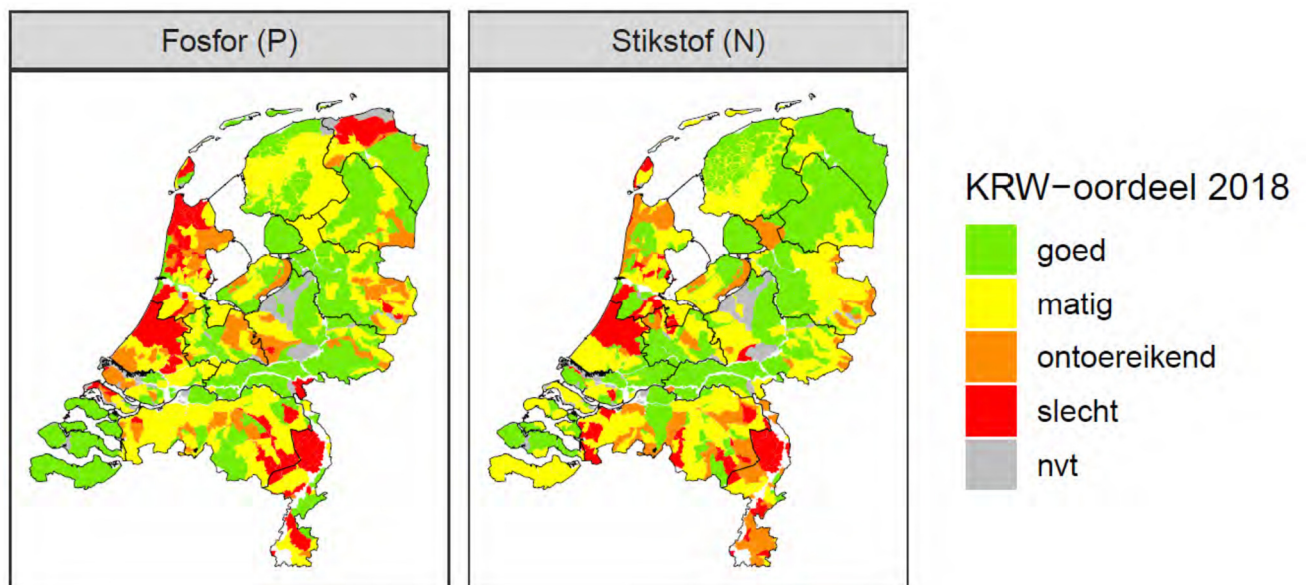 Fosfor (P)
Stikstof (N)
KRW−oordeel 2018
goed
matig
ontoereikend
slecht
nvt